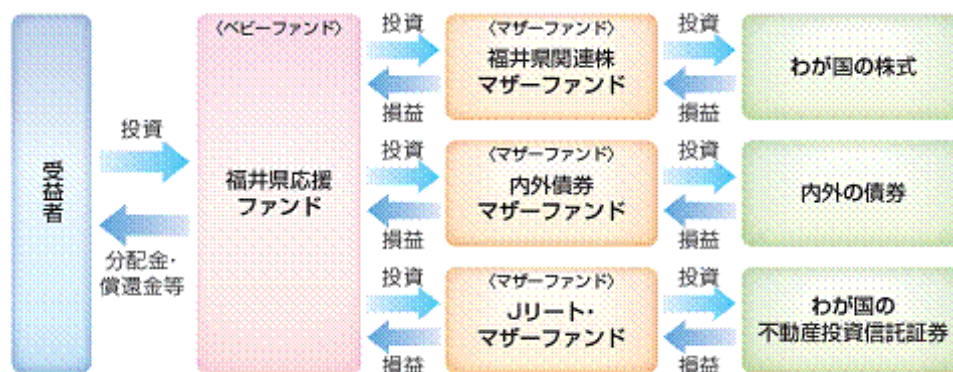 受益者
投資
分配金・
償還金等
〈ベビーファンド〉
福井県応援
ファンド
投資
損益
〈マザーファンド〉
福井県関連株
マザーファンド
投資
損益
わが国の株式
投資
損益
〈マザーファンド〉
内外債券
マザーファンド
投資
損益
内外の債券
投資
損益
〈マザーファンド〉
Jリート・
マザーファンド
投資
損益
わが国の
不動産投資信託証券